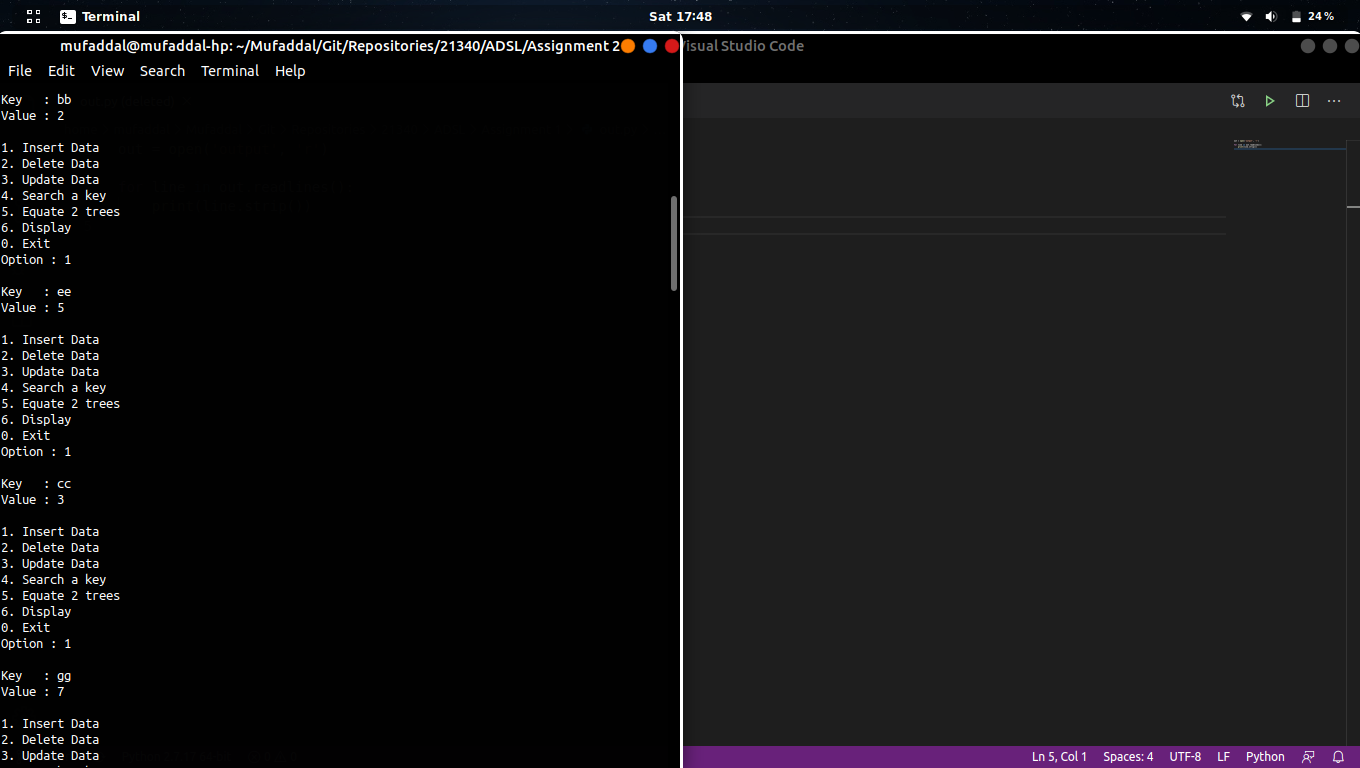 Terminal
Sat 17:48
24 %
mufaddal@mufaddal-hp: ~/Mufaddal/Git/Repositories/21340/ADSL/Assignment 2
Visual Studio Code
File Edit View Search Terminal Help
Key   : bb
Value : 2
1. Insert Data
2. Delete Data
3. Update Data
4. Search a key
5. Equate 2 trees
6. Display
0. Exit
Option : 1
Key   : ee
Value : 5
1. Insert Data
2. Delete Data
3. Update Data
4. Search a key
5. Equate 2 trees
6. Display
0. Exit
Option : 1
Key   : cc
Value : 3
1. Insert Data
2. Delete Data
3. Update Data
4. Search a key
5. Equate 2 trees
6. Display
0. Exit
Option : 1
Key   : gg
Value : 7
1. Insert Data
2. Delete Data
3. Update Data
Ln 5, Col 1 Spaces: 4 UTF-8 LF Python